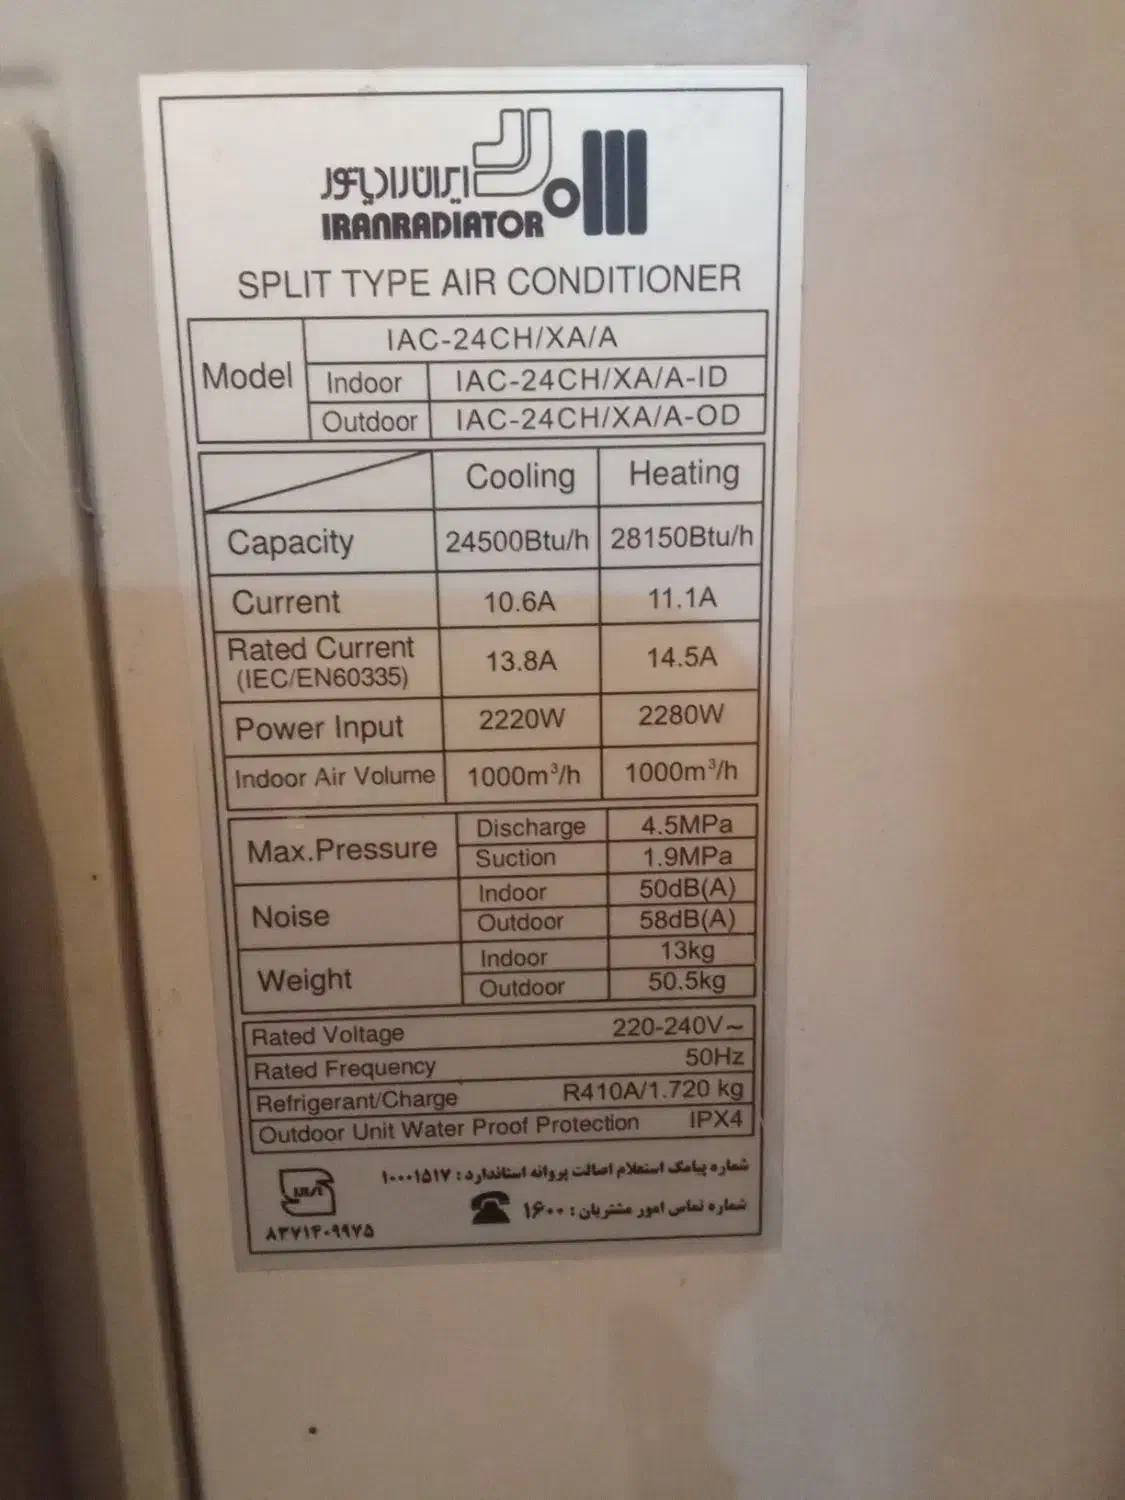 ایران رادیاتور
IRANRADIATOR
SPLIT TYPE AIR CONDITIONER
Model
IAC-24CH/XA/A
Indoor IAC-24CH/XA/A-ID
Outdoor IAC-24CH/XA/A-OD
Cooling Heating
Capacity 24500Btu/h 28150Btu/h
Current 10.6A 11.1A
Rated Current
(IEC/EN60335) 13.8A 14.5A
Power Input 2220W 2280W
Indoor Air Volume 1000m³/h 1000m³/h
Max.Pressure
Discharge 4.5MPa
Suction 1.9MPa
Noise
Indoor 50dB(A)
Outdoor 58dB(A)
Weight
Indoor 13kg
Outdoor 50.5kg
Rated Voltage 220-240V~
Rated Frequency 50Hz
Refrigerant/Charge R410A/1.720 kg
Outdoor Unit Water Proof Protection IPX4
شماره پیامک استعلام اصالت پروانه استاندارد : ۱۰۰۰۱۵۱۷
شماره تماس امور مشتریان : ۱۶۰۰
۸۳۷۱۴۰۹۹۷۵